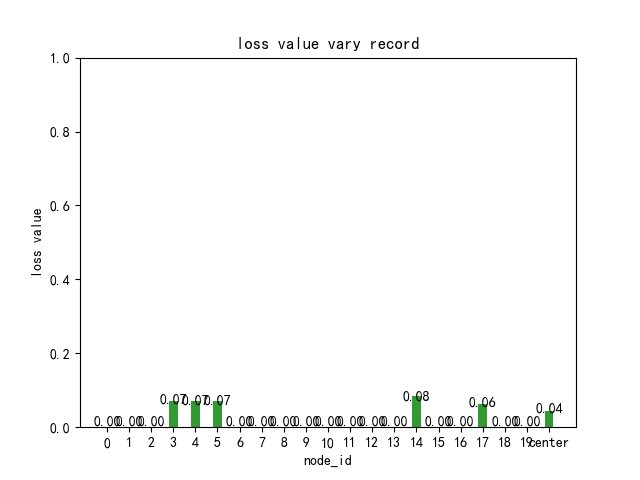 loss value vary record
1.0
0.8
0.6
0.4
0.2
0.0
loss value
0.00 0.00 0.00 0.07 0.07 0.07 0.00 0.00 0.00 0.00 0.00 0.00 0.00 0.00 0.08 0.00 0.00 0.06 0.00 0.00 0.04
0 1 2 3 4 5 6 7 8 9 10 11 12 13 14 15 16 17 18 19 center
node_id